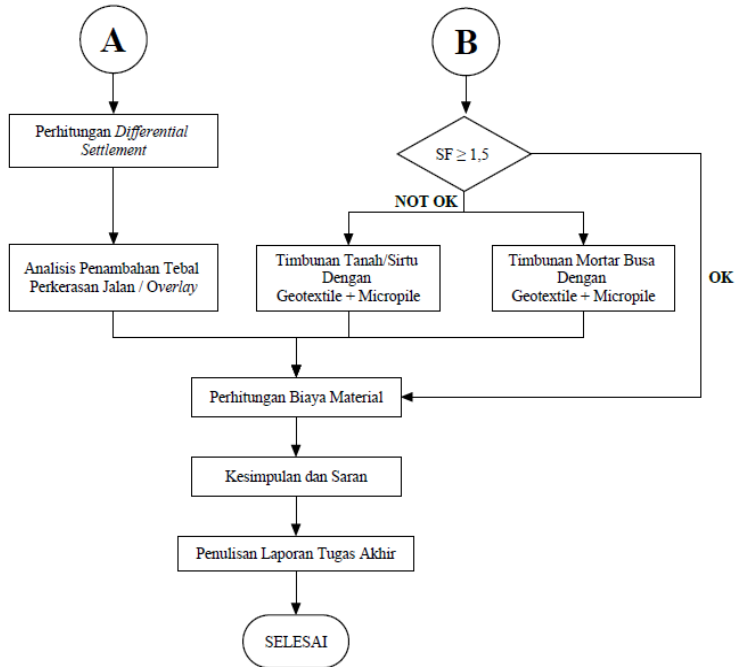 A
B
Perhitungan Differential
Settlement
SF ≥ 1,5
NOT OK
Analisis Penambahan Tebal
Perkerasan Jalan / Overlay
Timbunan Tanah/Sirtu
Dengan
Geotextile + Micropile
Timbunan Mortar Busa
Dengan
Geotextile + Micropile
OK
Perhitungan Biaya Material
Kesimpulan dan Saran
Penulisan Laporan Tugas Akhir
SELESAI